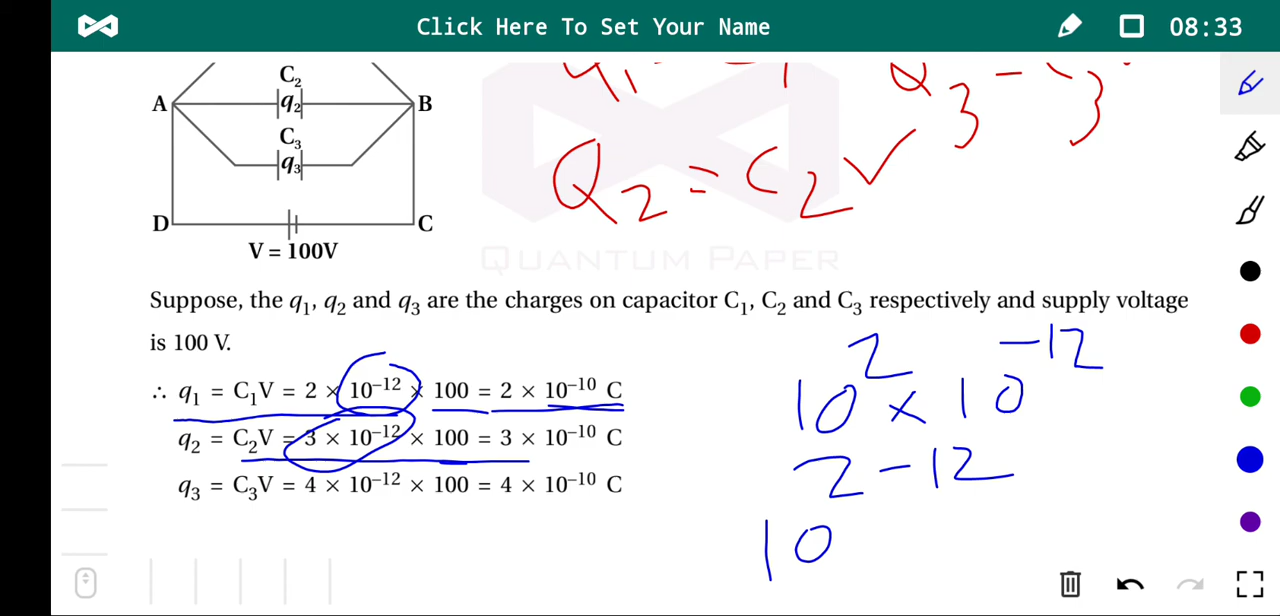 Click Here To Set Your Name
08:33
C₂
A q₂ B
C₃
q₃
D C
V = 100V
Q₃ = C₃
Q₂ = C₂V
QUANTUM PAPER
Suppose, the q₁, q₂ and q₃ are the charges on capacitor C₁, C₂ and C₃ respectively and supply voltage
is 100 V.
∴ q₁ = C₁V = 2 × 10⁻¹² × 100 = 2 × 10⁻¹⁰ C
q₂ = C₂V = 3 × 10⁻¹² × 100 = 3 × 10⁻¹⁰ C
q₃ = C₃V = 4 × 10⁻¹² × 100 = 4 × 10⁻¹⁰ C
10² × 10⁻¹²
2 - 12
10